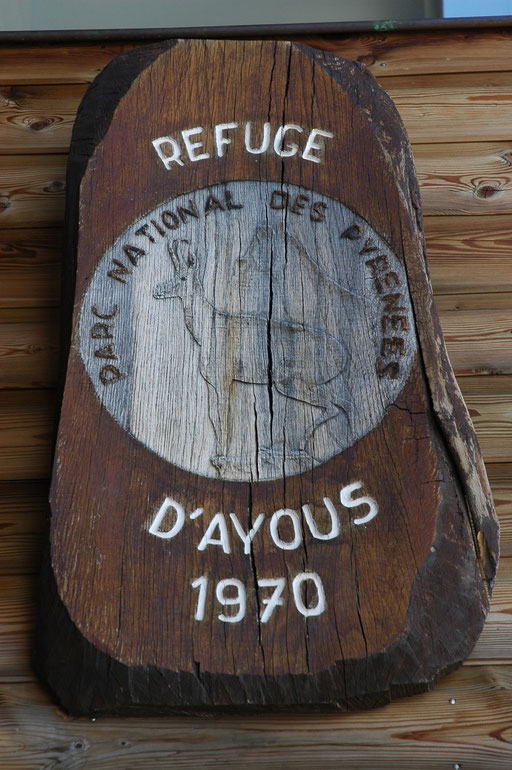 REFUGE
PARC NATIONAL DES PYRENEES
D'AYOUS
1970